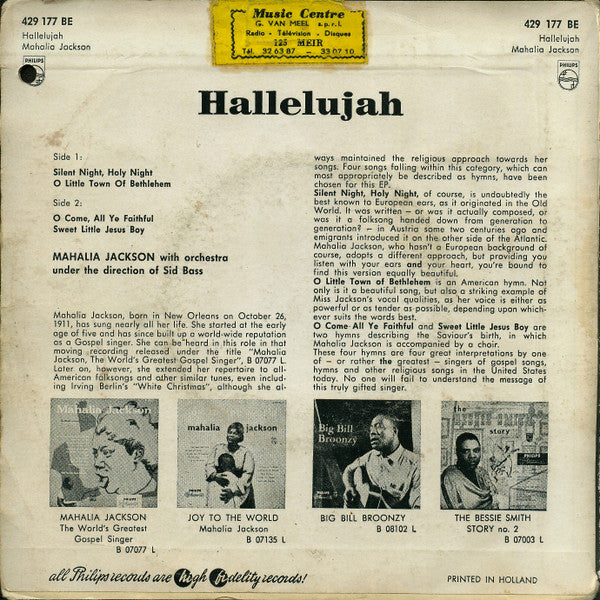 429 177 BE
Hallelujah
Mahalia Jackson
PHILIPS
Music Centre
G. VAN MEEL s.p.r.l.
Radio - Télévision - Disques
125 MEIR
Tél. 32 63 87 — 33 07 10
429 177 BE
Hallelujah
Mahalia Jackson
PHILIPS
Hallelujah
Side 1:
Silent Night, Holy Night
O Little Town Of Bethlehem
Side 2:
O Come, All Ye Faithful
Sweet Little Jesus Boy
MAHALIA JACKSON with orchestra
under the direction of Sid Bass
Mahalia Jackson, born in New Orleans on October 26,
1911, has sung nearly all her life. She started at the early
age of five and has since built up a world-wide reputation
as a Gospel singer. She can be heard in this role in that
moving recording released under the title "Mahalia
Jackson, The World's Greatest Gospel Singer", B 07077 L.
Later on, however, she extended her repertoire to all-
American folksongs and other similar tunes, even includ-
ing Irving Berlin's "White Christmas", although she al-
ways maintained the religious approach towards her
songs. Four songs falling within this category, which can
most appropriately be described as hymns, have been
chosen for this EP.
Silent Night, Holy Night, of course, is undoubtedly the
best known to European ears, as it originated in the Old
World. It was written – or was it actually composed, or
was it a folksong handed down from generation to
generation? – in Austria some two centuries ago and
emigrants introduced it on the other side of the Atlantic.
Mahalia Jackson, who hasn't a European background of
course, adopts a different approach, but providing you
listen with your ears and your heart, you're bound to
find this version equally beautiful.
O Little Town of Bethlehem is an American hymn. Not
only is it a beautiful song, but also a striking example of
Miss Jackson's vocal qualities, as her voice is either as
powerful or as tender as possible, depending upon which-
ever suits the words best.
O Come All Ye Faithful and Sweet Little Jesus Boy are
two hymns describing the Saviour's birth, in which
Mahalia Jackson is accompanied by a choir.
These four hymns are four great interpretations by one
of – or rather the greatest – singers of gospel songs,
hymns and other religious songs in the United States
today. No one will fail to understand the message of
this truly gifted singer.
Mahalia Jackson
mahalia jackson
Big Bill
Broonzy
the
story
PHILIPS
MAHALIA JACKSON
The World's Greatest
Gospel Singer
B 07077 L
JOY TO THE WORLD
Mahalia Jackson
B 07135 L
BIG BILL BROONZY
B 08102 L
THE BESSIE SMITH
STORY no. 2
B 07003 L
all Philips records are high fidelity records!
PRINTED IN HOLLAND